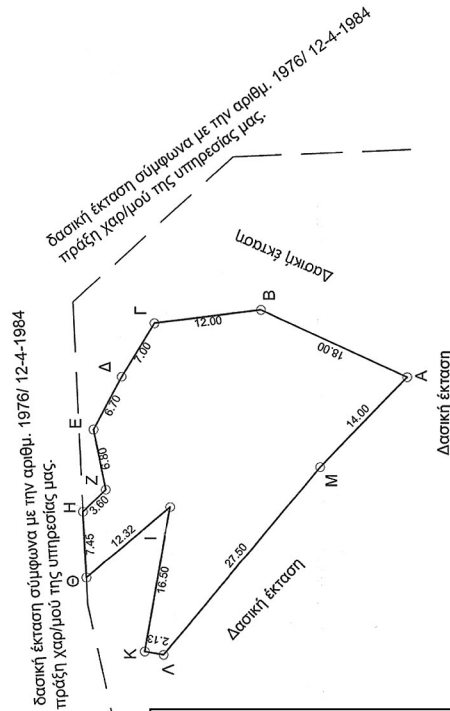 δασική έκταση σύμφωνα με την αριθμ. 1976/ 12-4-1984
πράξη χαρ/μού της υπηρεσίας μας.
δασική έκταση σύμφωνα με την αριθμ. 1976/ 12-4-1984
πράξη χαρ/μού της υπηρεσίας μας.
Δασική έκταση
Δασική έκταση
Δασική έκταση
Θ
7.45
Η
3.60
Ζ
6.80
Ε
6.70
Δ
7.00
Γ
12.00
Β
18.00
Α
14.00
Μ
27.50
Λ
2.13
Κ
16.50
Ι
12.32